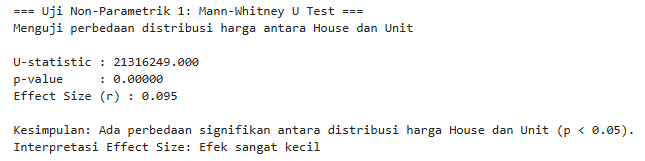 === Uji Non-Parametrik 1: Mann-Whitney U Test ===
Menguji perbedaan distribusi harga antara House dan Unit
U-statistic : 21316249.000
p-value     : 0.00000
Effect Size (r) : 0.095
Kesimpulan: Ada perbedaan signifikan antara distribusi harga House dan Unit (p < 0.05).
Interpretasi Effect Size: Efek sangat kecil